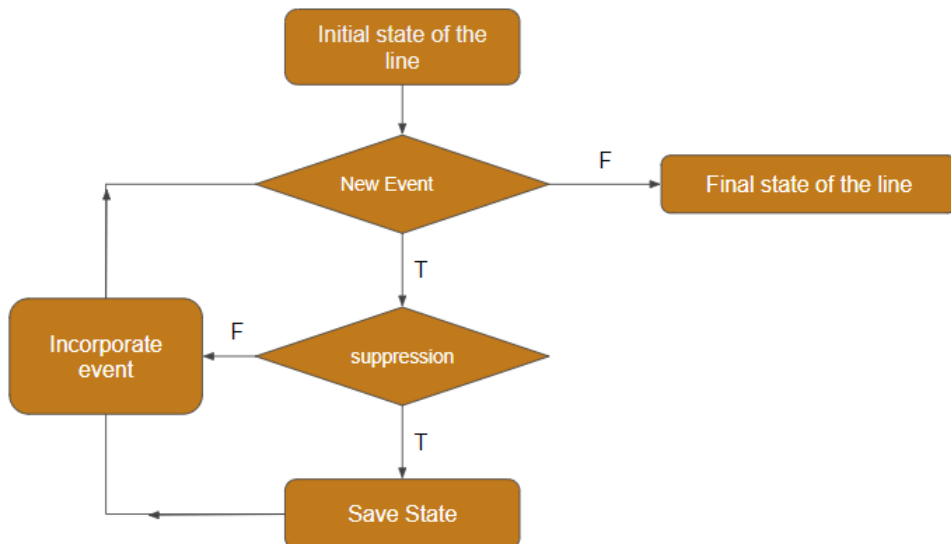 Initial state of the
line
New Event
F
Final state of the line
T
Incorporate
event
F
suppression
T
Save State